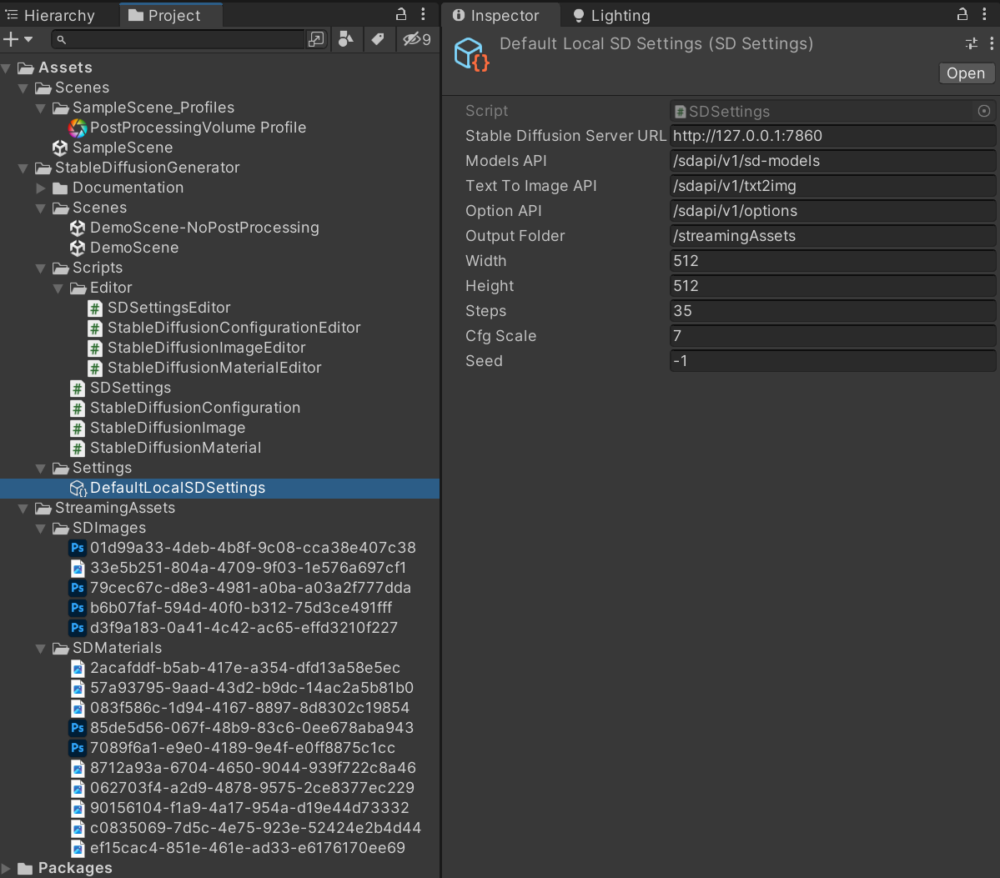 Hierarchy
Project
9
Assets
Scenes
SampleScene_Profiles
PostProcessingVolume Profile
SampleScene
StableDiffusionGenerator
Documentation
Scenes
DemoScene-NoPostProcessing
DemoScene
Scripts
Editor
# SDSettingsEditor
# StableDiffusionConfigurationEditor
# StableDiffusionImageEditor
# StableDiffusionMaterialEditor
# SDSettings
# StableDiffusionConfiguration
# StableDiffusionImage
# StableDiffusionMaterial
Settings
DefaultLocalSDSettings
StreamingAssets
SDImages
Ps 01d99a33-4deb-4b8f-9c08-cca38e407c38
33e5b251-804a-4709-9f03-1e576a697cf1
Ps 79cec67c-d8e3-4981-a0ba-a03a2f777dda
Ps b6b07faf-594d-40f0-b312-75d3ce491fff
Ps d3f9a183-0a41-4c42-ac65-effd3210f227
SDMaterials
2acafddf-b5ab-417e-a354-dfd13a58e5ec
57a93795-9aad-43d2-b9dc-14ac2a5b81b0
083f586c-1d94-4167-8897-8d8302c19854
Ps 85de5d56-067f-48b9-83c6-0ee678aba943
Ps 7089f6a1-e9e0-4189-9e4f-e0ff8875c1cc
8712a93a-6704-4650-9044-939f722c8a46
062703f4-a2d9-4878-9575-2ce8377ec229
90156104-f1a9-4a17-954a-d19e44d73332
c0835069-7d5c-4e75-923e-52424e2b4d44
ef15cac4-851e-461e-ad33-e6176170ee69
Packages
Inspector
Lighting
Default Local SD Settings (SD Settings)
Open
Script # SDSettings
Stable Diffusion Server URL http://127.0.0.1:7860
Models API /sdapi/v1/sd-models
Text To Image API /sdapi/v1/txt2img
Option API /sdapi/v1/options
Output Folder /streamingAssets
Width 512
Height 512
Steps 35
Cfg Scale 7
Seed -1